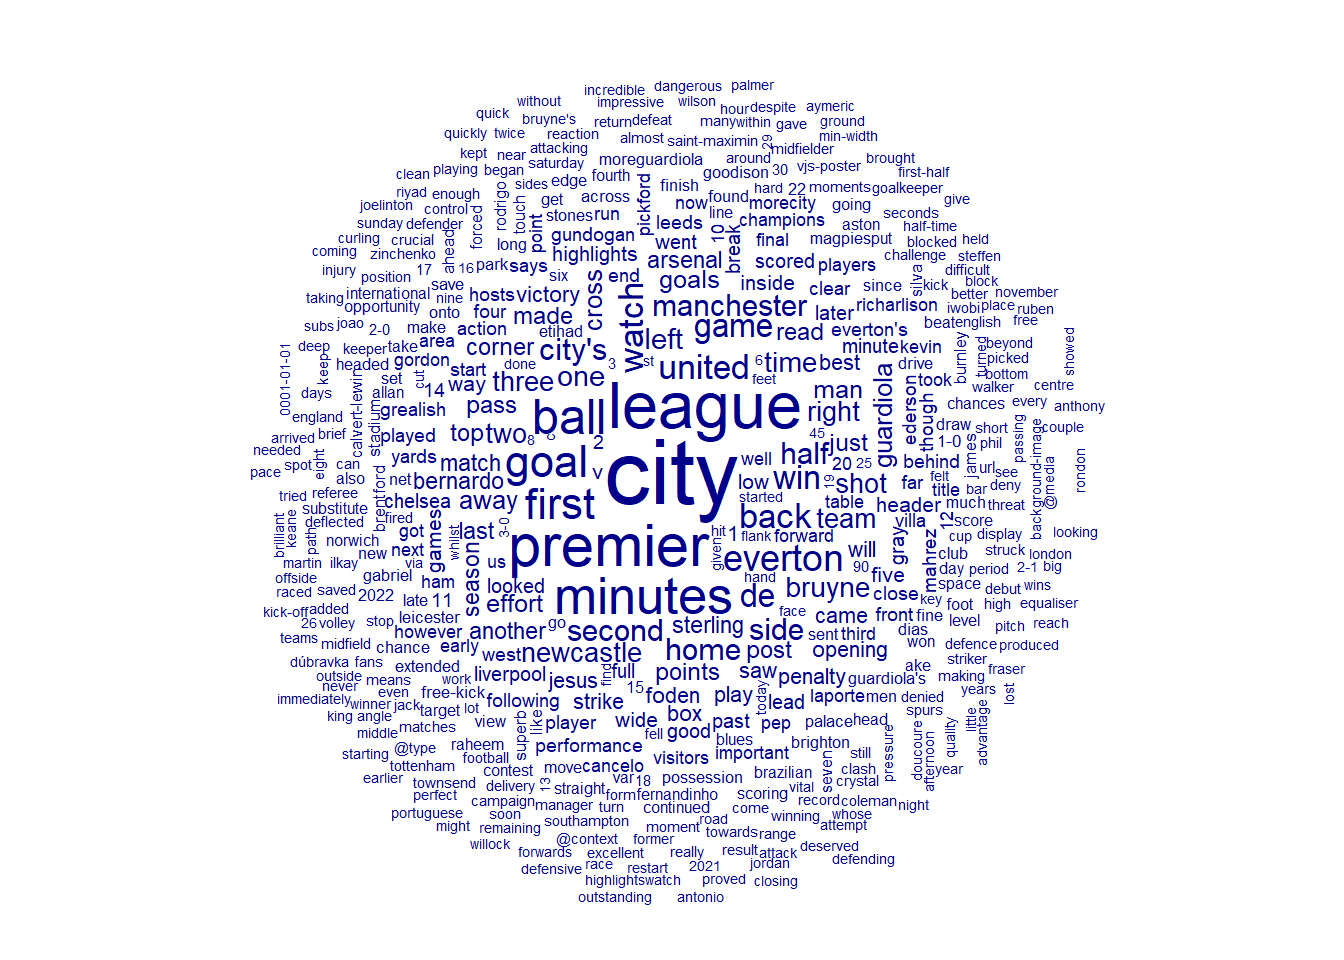 incredible dangerous palmer
without impressive wilson hour despite aymeric
quick bruyne's return defeat many within gave ground
quickly twice reaction almost saint-maximin 29 midfielder min-width
kept near attacking moreguardiola around vjs-poster brought first-half
clean playing began saturday fourth goodison 30 hard 22 moments goalkeeper give
riyad enough rodrigo sides edge across pickford finish now found morecity going seconds
joelinton control touch get stones run leeds line champions aston half-time
sunday defender forced point gundogan went 10 break final magpies put blocked held
curling crucial ahead long highlights arsenal scored players challenge steffen
coming zinchenko 16 park says six end goals inside clear since silva kick difficult
injury position 17 save hosts victory cross watch manchester later richarlison better block november
taking international nine four made left game read everton's iwobi place ruben
opportunity onto etihad beat english free
subs joao 2-0 make action city's united time best minute kevin drive burnley turned beyond showed
0001-01-01 deep keep keeper take area corner done 3 st 6 feet guardiola ederson took picked
headed gordon start three one man walker bottom centre
days calvert-lewin set allan cut 14 way ball league right though chances every anthony
england stadium grealish pass draw short couple
arrived brief played top two 8 8 2 45 half just 1-0 phil passing
needed eight can yards match goal v city well 20 25 behind james url see background-image rondon
pace spot also net bernardo low win 19 shot far felt title bar deny @media
tried referee brentford chelsea away first started table header much threat
substitute fired back team villa 12 score
brilliant keane deflected got games last 3-0 hit 1 forward cup display looking
path norwich whilst premier given flank will gray mahrez struck london
martin ilkay new next via us everton 90 club day period 2-1 big
offside gabriel ham season looked hand five space debut wins
raced saved 2022 late 11 effort minutes de bruyne close key foot high equaliser
kick-off added face came front fine level
26 volley stop leicester go second sterling side sent third pitch reach
teams midfield however another dias won
dúbravka fans chance early west newcastle home post opening defence produced
outside means extended find full points saw penalty ake striker fraser
never work liverpool jesus 15 today guardiola's making
immediately even free-kick following strike foden play lead laporte men denied years lost
winner jack target lot superb like box past palace head spurs
king angle view player wide good pep little
middle matches fell blues advantage
starting @type raheem performance visitors important brighton still pressure doucoure quality
tottenham football move cancelo seven clash afternoon
earlier contest var 18 possession brazilian crystal year
townsend delivery 13 straight vital
perfect campaign form fernandinho scoring record coleman night
portuguese soon manager turn continued come winning whose
might remaining southampton moment road towards range attempt
willock @context former deserved
forwards excellent really result attack defending
defensive race restart 2021 jordan
highlightswatch proved closing
outstanding antonio